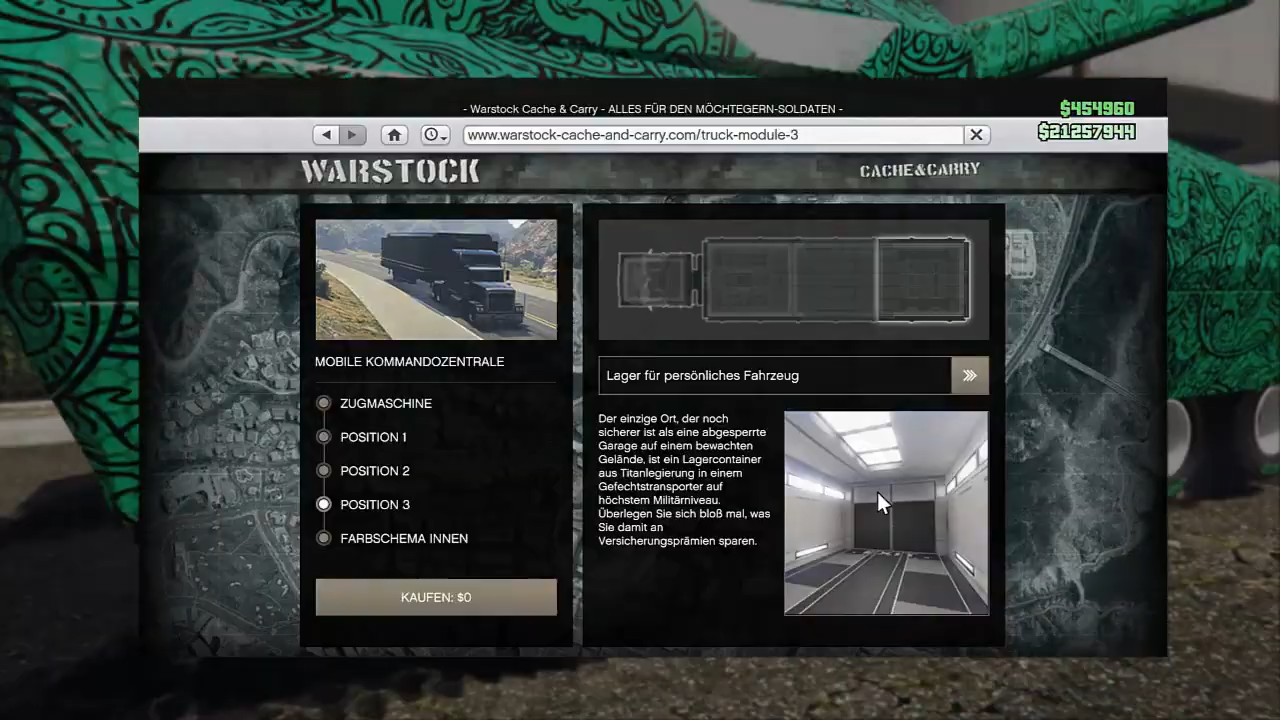 - Warstock Cache & Carry - ALLES FÜR DEN MÖCHTEGERN-SOLDATEN -
$454960
www.warstock-cache-and-carry.com/truck-module-3
$21257944
WARSTOCK
CACHE&CARRY
MOBILE KOMMANDOZENTRALE
ZUGMASCHINE
POSITION 1
POSITION 2
POSITION 3
FARBSCHEMA INNEN
KAUFEN: $0
Lager für persönliches Fahrzeug
Der einzige Ort, der noch
sicherer ist als eine abgesperrte
Garage auf einem bewachten
Gelände, ist ein Lagercontainer
aus Titanlegierung in einem
Gefechtstransporter auf
höchstem Militärniveau.
Überlegen Sie sich bloß mal, was
Sie damit an
Versicherungsprämien sparen.